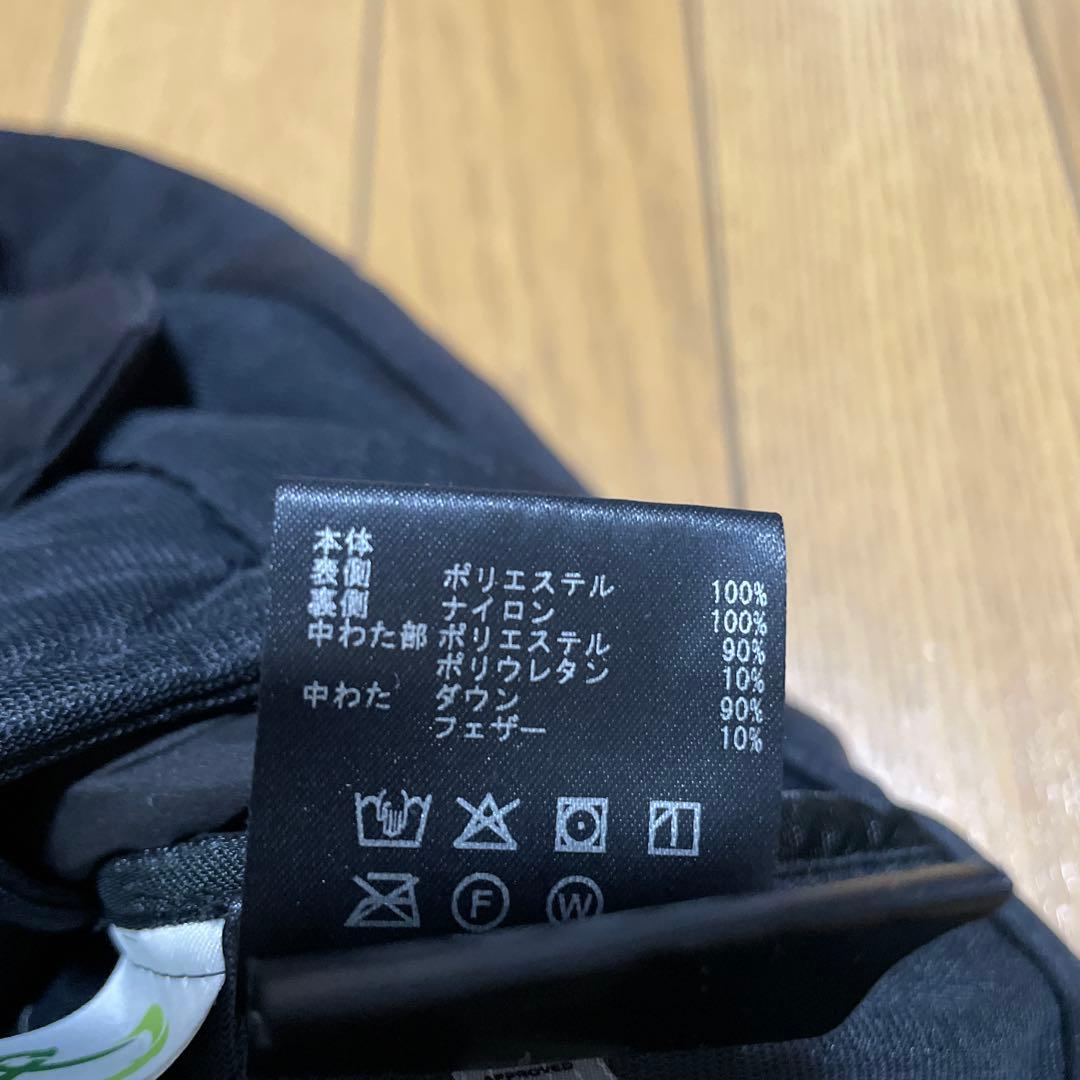 本体
表側 ポリエステル 100%
裏側 ナイロン 100%
中わた部 ポリエステル 90%
ポリウレタン 10%
中わた ダウン 90%
フェザー 10%
F W
APPROVED